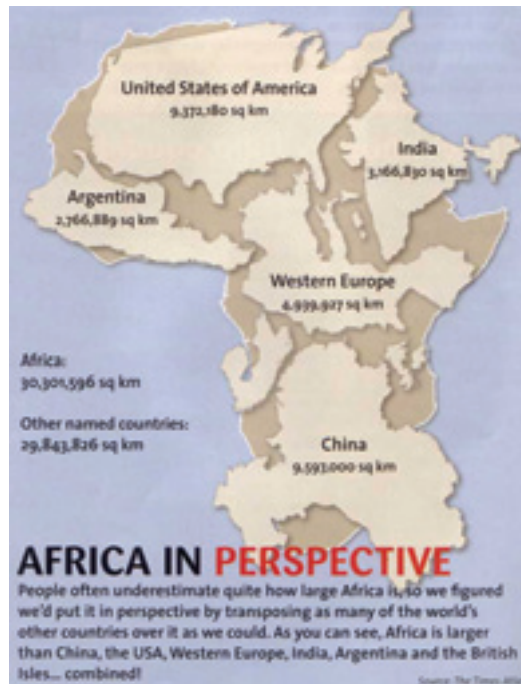 United States of America
9,372,180 sq km
India
3,166,830 sq km
Argentina
2,766,889 sq km
Western Europe
4,939,927 sq km
Africa:
30,301,596 sq km
Other named countries:
29,843,826 sq km
China
9,597,000 sq km
AFRICA IN PERSPECTIVE
People often underestimate quite how large Africa is, so we figured
we'd put it in perspective by transposing as many of the world's
other countries over it as we could. As you can see, Africa is larger
than China, the USA, Western Europe, India, Argentina and the British
Isles... combined!
Source: The Times Atlas